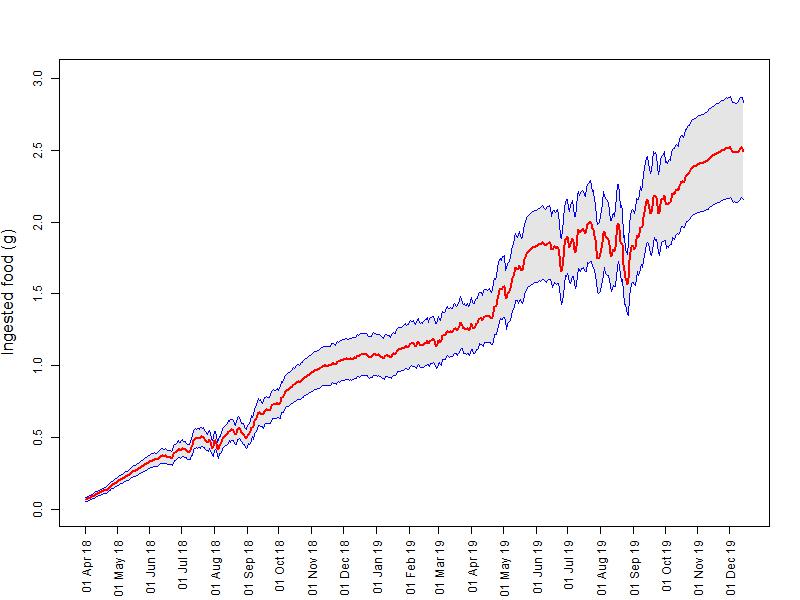 Ingested food (g)
3.0
2.5
2.0
1.5
1.0
0.5
0.0
01 Apr 18
01 May 18
01 Jun 18
01 Jul 18
01 Aug 18
01 Sep 18
01 Oct 18
01 Nov 18
01 Dec 18
01 Jan 19
01 Feb 19
01 Mar 19
01 Apr 19
01 May 19
01 Jun 19
01 Jul 19
01 Aug 19
01 Sep 19
01 Oct 19
01 Nov 19
01 Dec 19